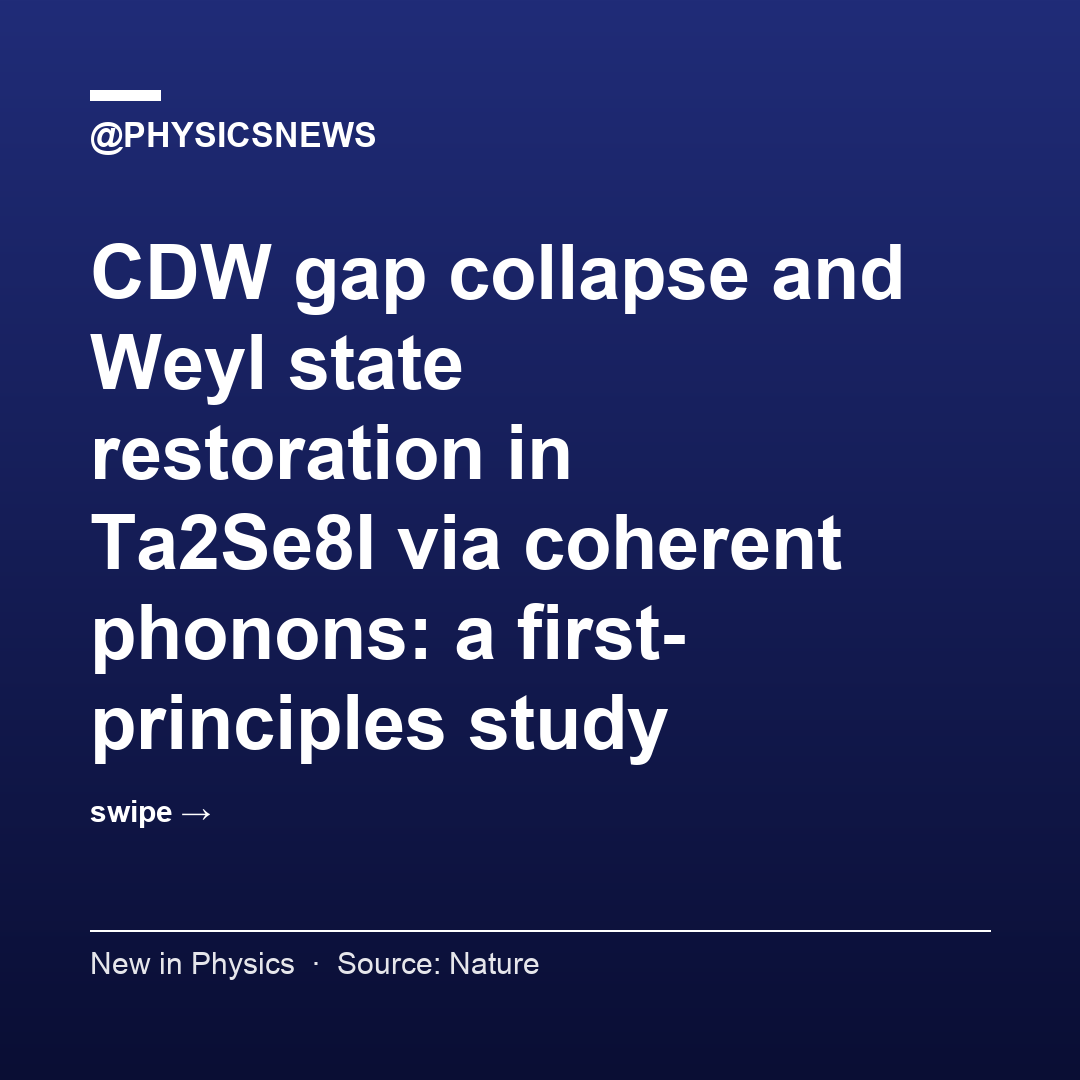 @PHYSICSNEWS
CDW gap collapse and
Weyl state
restoration in
Ta2Se8I via coherent
phonons: a first-
principles study
swipe →
New in Physics · Source: Nature